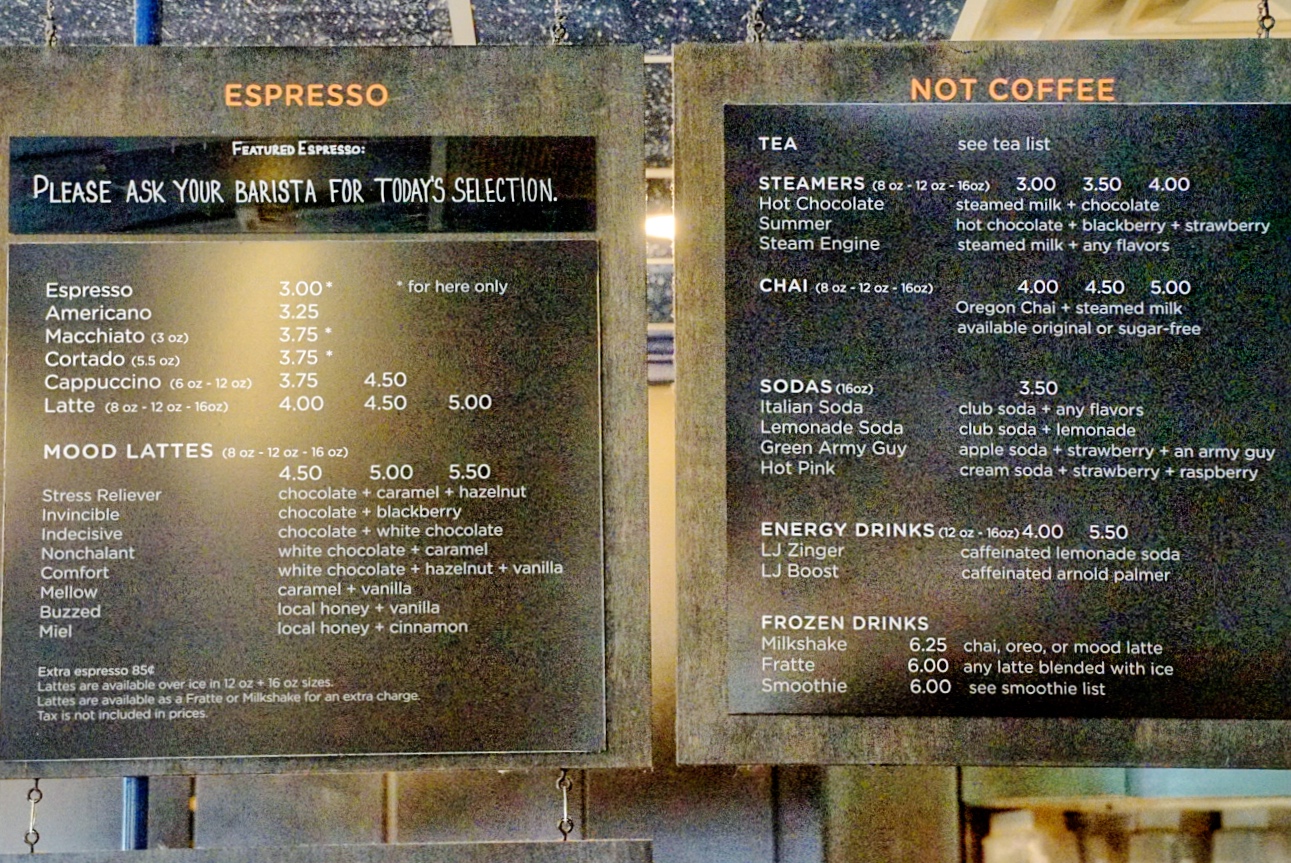 ESPRESSO
FEATURED ESPRESSO:
PLEASE ASK YOUR BARISTA FOR TODAY'S SELECTION.
Espresso 3.00* * for here only
Americano 3.25
Macchiato (3 oz) 3.75 *
Cortado (5.5 oz) 3.75 *
Cappuccino (6 oz - 12 oz) 3.75 4.50
Latte (8 oz - 12 oz - 16oz) 4.00 4.50 5.00
MOOD LATTES (8 oz - 12 oz - 16 oz)
4.50 5.00 5.50
Stress Reliever chocolate + caramel + hazelnut
Invincible chocolate + blackberry
Indecisive chocolate + white chocolate
Nonchalant white chocolate + caramel
Comfort white chocolate + hazelnut + vanilla
Mellow caramel + vanilla
Buzzed local honey + vanilla
Miel local honey + cinnamon
Extra espresso 85¢
Lattes are available over ice in 12 oz + 16 oz sizes.
Lattes are available as a Fratte or Milkshake for an extra charge.
Tax is not included in prices.
NOT COFFEE
TEA see tea list
STEAMERS (8 oz - 12 oz - 16oz) 3.00 3.50 4.00
Hot Chocolate steamed milk + chocolate
Summer hot chocolate + blackberry + strawberry
Steam Engine steamed milk + any flavors
CHAI (8 oz - 12 oz - 16oz) 4.00 4.50 5.00
Oregon Chai + steamed milk
available original or sugar-free
SODAS (16oz) 3.50
Italian Soda club soda + any flavors
Lemonade Soda club soda + lemonade
Green Army Guy apple soda + strawberry + an army guy
Hot Pink cream soda + strawberry + raspberry
ENERGY DRINKS (12 oz - 16oz) 4.00 5.50
LJ Zinger caffeinated lemonade soda
LJ Boost caffeinated arnold palmer
FROZEN DRINKS
Milkshake 6.25 chai, oreo, or mood latte
Fratte 6.00 any latte blended with ice
Smoothie 6.00 see smoothie list